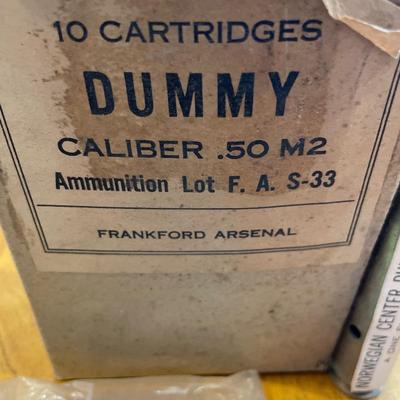 10 CARTRIDGES
DUMMY
CALIBER .50 M2
Ammunition Lot F. A. S-33
FRANKFORD ARSENAL
NORWEGIAN CENTER